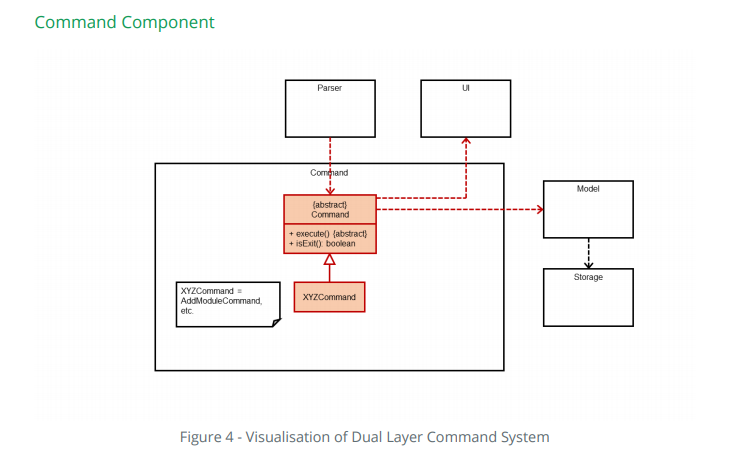 Command Component
Parser
UI
Command
{abstract}
Command
+ execute() {abstract}
+ isExit(): boolean
Model
Storage
XYZCommand =
AddModuleCommand,
etc.
XYZCommand
Figure 4 - Visualisation of Dual Layer Command System